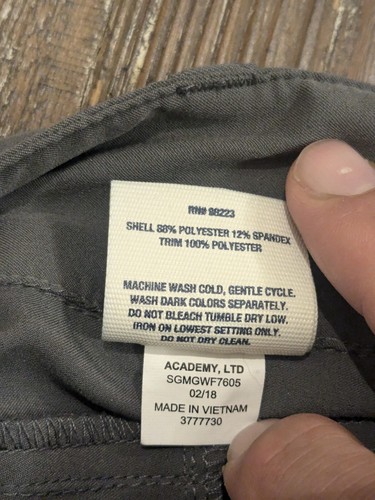 RN# 98223
SHELL 88% POLYESTER 12% SPANDEX
TRIM 100% POLYESTER
MACHINE WASH COLD, GENTLE CYCLE.
WASH DARK COLORS SEPARATELY.
DO NOT BLEACH TUMBLE DRY LOW.
IRON ON LOWEST SETTING ONLY.
DO NOT DRY CLEAN.
ACADEMY, LTD
SGMGWF7605
02/18
MADE IN VIETNAM
3777730